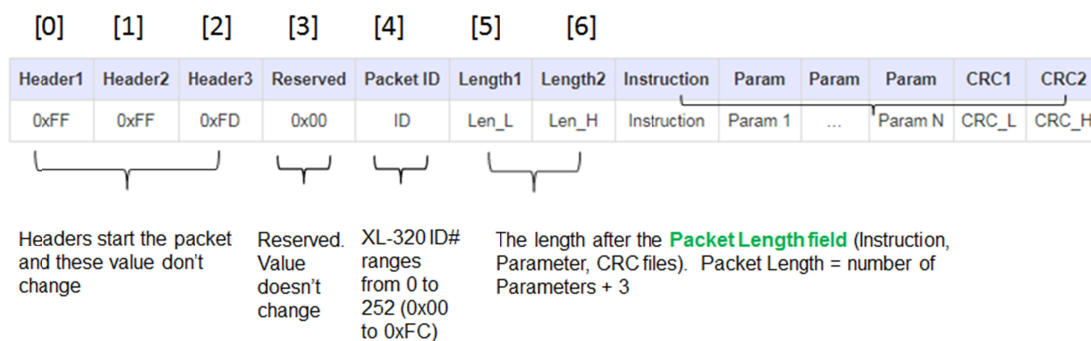 [0] [1] [2] [3] [4] [5] [6]
Header1 Header2 Header3 Reserved Packet ID Length1 Length2 Instruction Param Param Param CRC1 CRC2
0xFF 0xFF 0xFD 0x00 ID Len_L Len_H Instruction Param 1 ... Param N CRC_L CRC_H
Headers start the packet
and these value don't
change
Reserved.
Value
doesn't
change
XL-320 ID#
ranges
from 0 to
252 (0x00
to 0xFC)
The length after the Packet Length field (Instruction,
Parameter, CRC files). Packet Length = number of
Parameters + 3